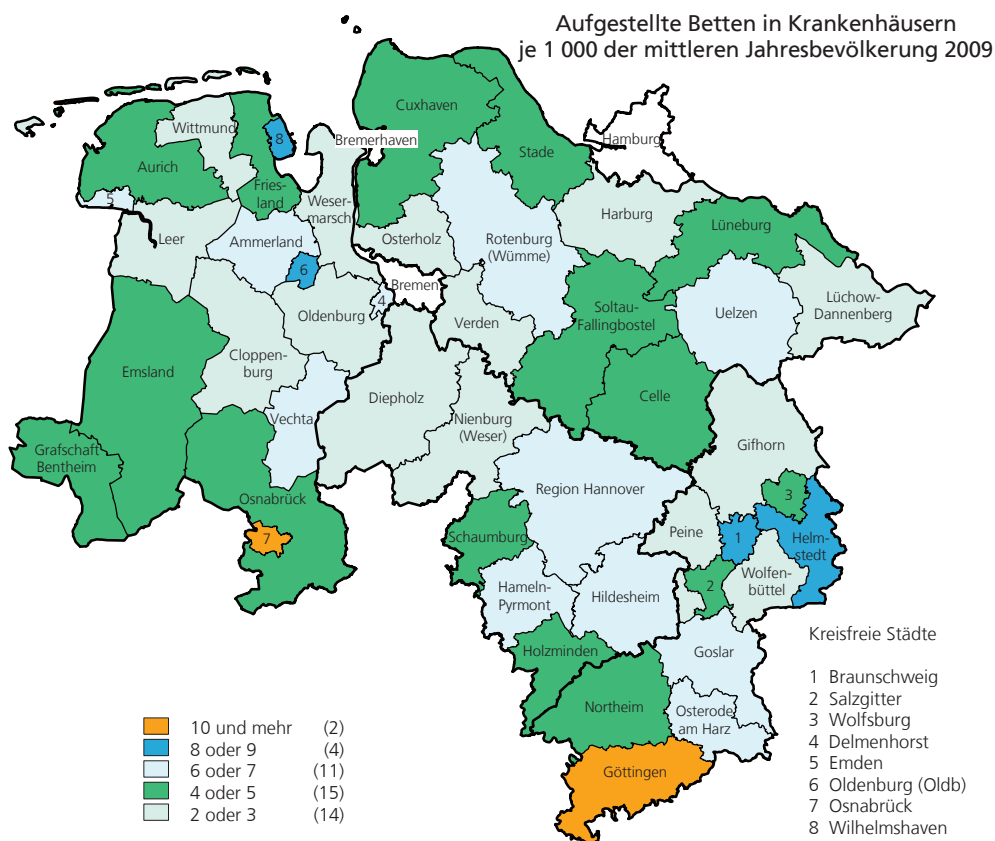 Aufgestellte Betten in Krankenhäusern
je 1 000 der mittleren Jahresbevölkerung 2009
Cuxhaven
Wittmund
8
Bremerhaven
Hamburg
Stade
Aurich
Fries-
land
5
Weser-
marsch
Harburg
Lüneburg
Leer
Ammerland
Osterholz
Rotenburg
(Wümme)
6
Bremen
4
Oldenburg
Verden
Soltau-
Fallingbostel
Uelzen
Lüchow-
Dannenberg
Emsland
Cloppen-
burg
Vechta
Diepholz
Nienburg
(Weser)
Celle
Gifhorn
Grafschaft
Bentheim
Osnabrück
Region Hannover
3
7
Schaumburg
Peine
1
Helm-
stedt
Hameln-
Pyrmont
Hildesheim
2
Wolfen-
büttel
Holzminden
Goslar
Northeim
Osterode
am Harz
Göttingen
10 und mehr (2)
8 oder 9 (4)
6 oder 7 (11)
4 oder 5 (15)
2 oder 3 (14)
Kreisfreie Städte
1 Braunschweig
2 Salzgitter
3 Wolfsburg
4 Delmenhorst
5 Emden
6 Oldenburg (Oldb)
7 Osnabrück
8 Wilhelmshaven